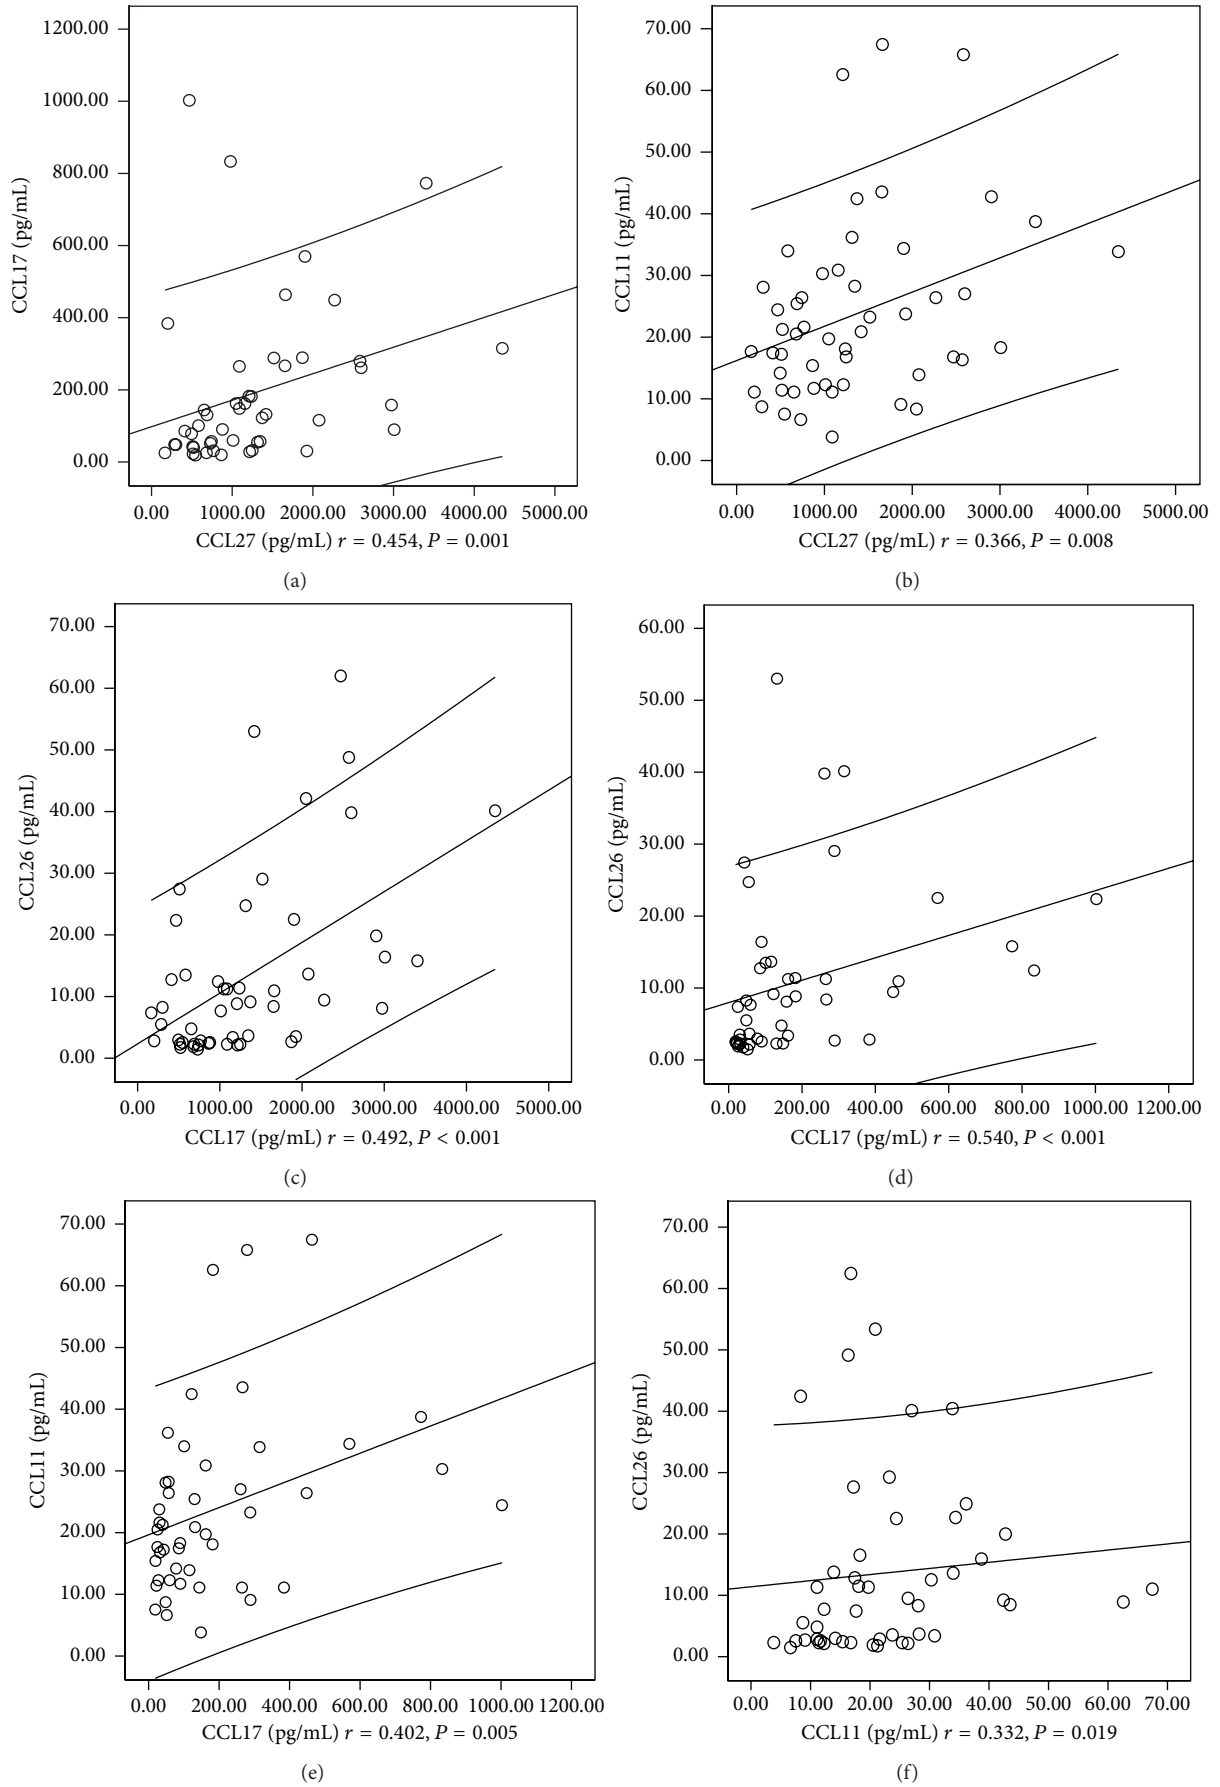 1200.00
1000.00
800.00
600.00
400.00
200.00
0.00
CCL17 (pg/mL)
0.00 1000.00 2000.00 3000.00 4000.00 5000.00
CCL27 (pg/mL) r = 0.454, P = 0.001
(a)
70.00
60.00
50.00
40.00
30.00
20.00
10.00
0.00
CCL11 (pg/mL)
0.00 1000.00 2000.00 3000.00 4000.00 5000.00
CCL27 (pg/mL) r = 0.366, P = 0.008
(b)
70.00
60.00
50.00
40.00
30.00
20.00
10.00
0.00
CCL26 (pg/mL)
0.00 1000.00 2000.00 3000.00 4000.00 5000.00
CCL17 (pg/mL) r = 0.492, P < 0.001
(c)
60.00
50.00
40.00
30.00
20.00
10.00
0.00
CCL26 (pg/mL)
0.00 200.00 400.00 600.00 800.00 1000.00 1200.00
CCL17 (pg/mL) r = 0.540, P < 0.001
(d)
70.00
60.00
50.00
40.00
30.00
20.00
10.00
0.00
CCL11 (pg/mL)
0.00 200.00 400.00 600.00 800.00 1000.00 1200.00
CCL17 (pg/mL) r = 0.402, P = 0.005
(e)
70.00
60.00
50.00
40.00
30.00
20.00
10.00
0.00
CCL26 (pg/mL)
0.00 10.00 20.00 30.00 40.00 50.00 60.00 70.00
CCL11 (pg/mL) r = 0.332, P = 0.019
(f)